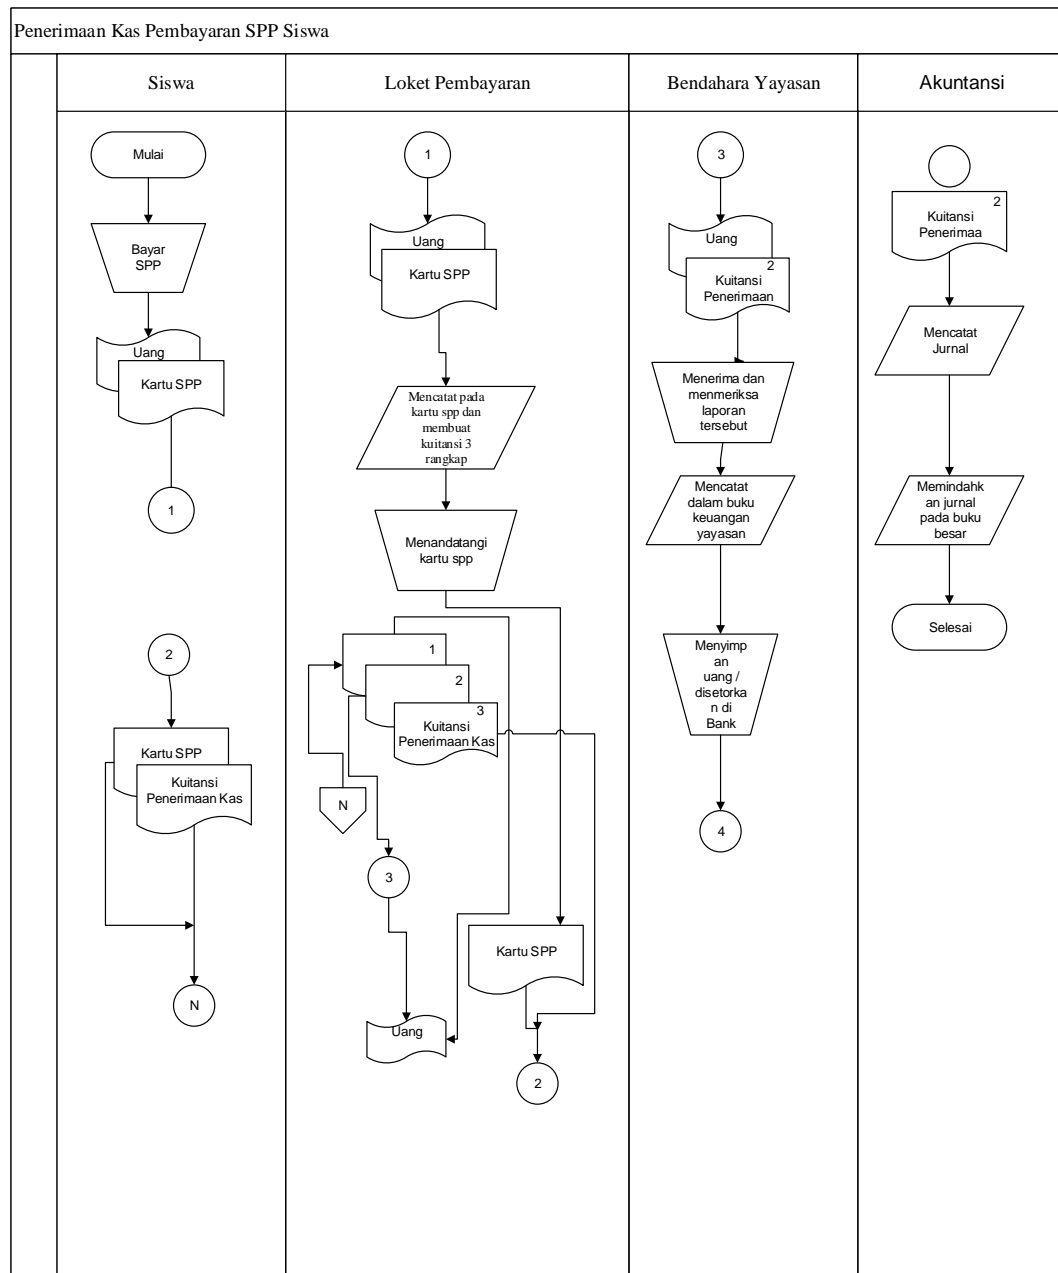 Penerimaan Kas Pembayaran SPP Siswa
Siswa
Loket Pembayaran
Bendahara Yayasan
Akuntansi
Mulai
Bayar
SPP
Uang
Kartu SPP
1
2
Kartu SPP
Kuitansi
Penerimaan Kas
N
1
Uang
Kartu SPP
Mencatat pada
kartu spp dan
membuat
kuitansi 3
rangkap
Menandatangi
kartu spp
1
2
3
Kuitansi
Penerimaan Kas
N
3
Kartu SPP
Uang
2
3
Uang
2
Kuitansi
Penerimaan
Menerima dan
menmeriksa
laporan
tersebut
Mencatat
dalam buku
keuangan
yayasan
Menyimp
an
uang /
disetorka
n di
Bank
4
2
Kuitansi
Penerimaa
Mencatat
Jurnal
Memindahk
an jurnal
pada buku
besar
Selesai